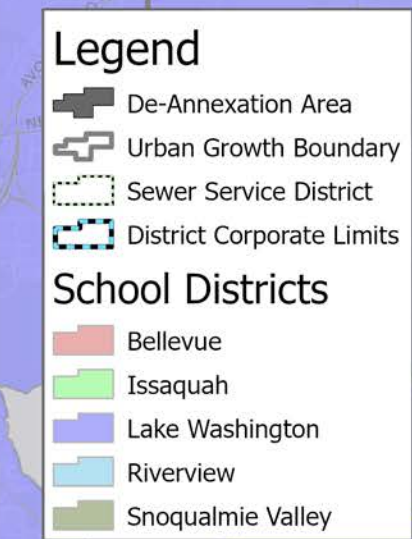 Legend
De-Annexation Area
Urban Growth Boundary
Sewer Service District
District Corporate Limits
School Districts
Bellevue
Issaquah
Lake Washington
Riverview
Snoqualmie Valley